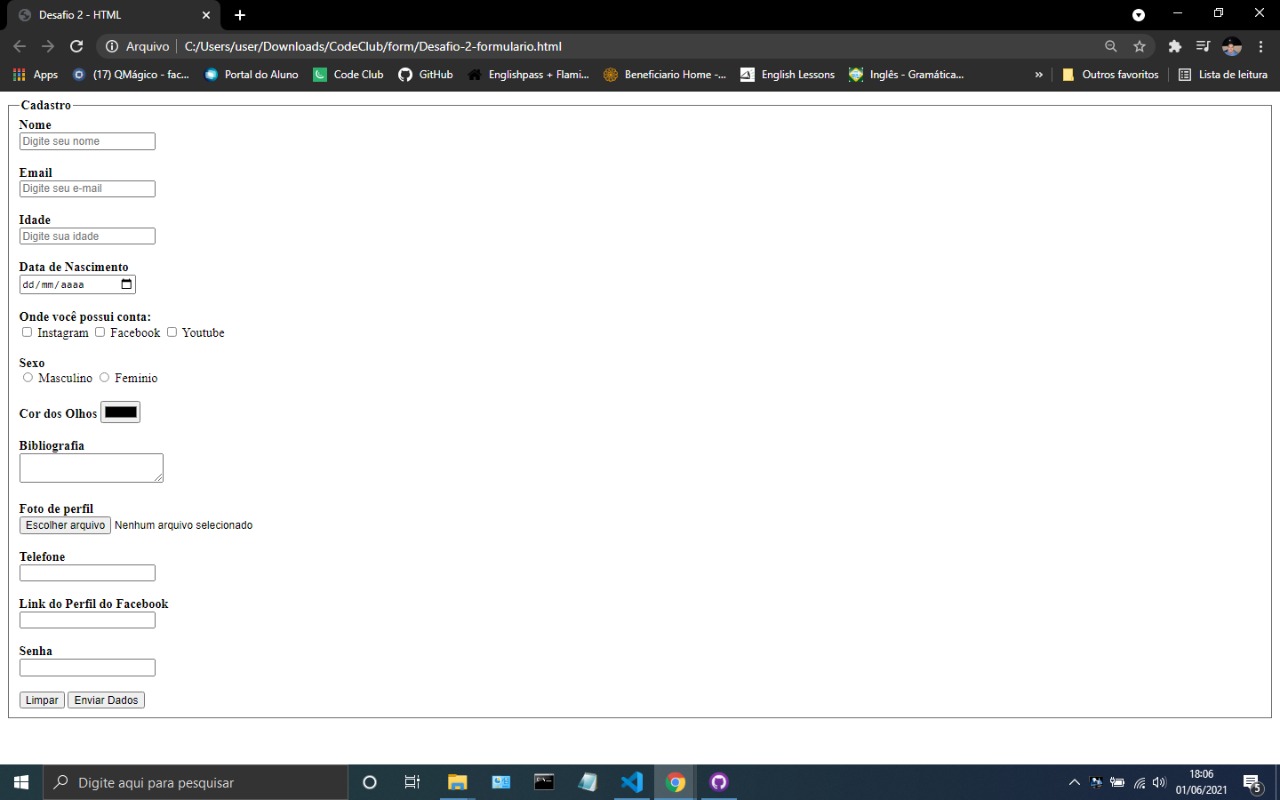 Desafio 2 - HTML
Arquivo C:/Users/user/Downloads/CodeClub/form/Desafio-2-formulario.html
Apps (17) QMágico - fac... Portal do Aluno Code Club GitHub Englishpass + Flami... Beneficiario Home -... English Lessons Inglês - Gramática... » Outros favoritos Lista de leitura
Cadastro
Nome
Digite seu nome
Email
Digite seu e-mail
Idade
Digite sua idade
Data de Nascimento
dd/mm/aaaa
Onde você possui conta:
Instagram Facebook Youtube
Sexo
Masculino Feminio
Cor dos Olhos
Bibliografia
Foto de perfil
Escolher arquivo Nenhum arquivo selecionado
Telefone
Link do Perfil do Facebook
Senha
Limpar Enviar Dados
Digite aqui para pesquisar
18:06
01/06/2021
5